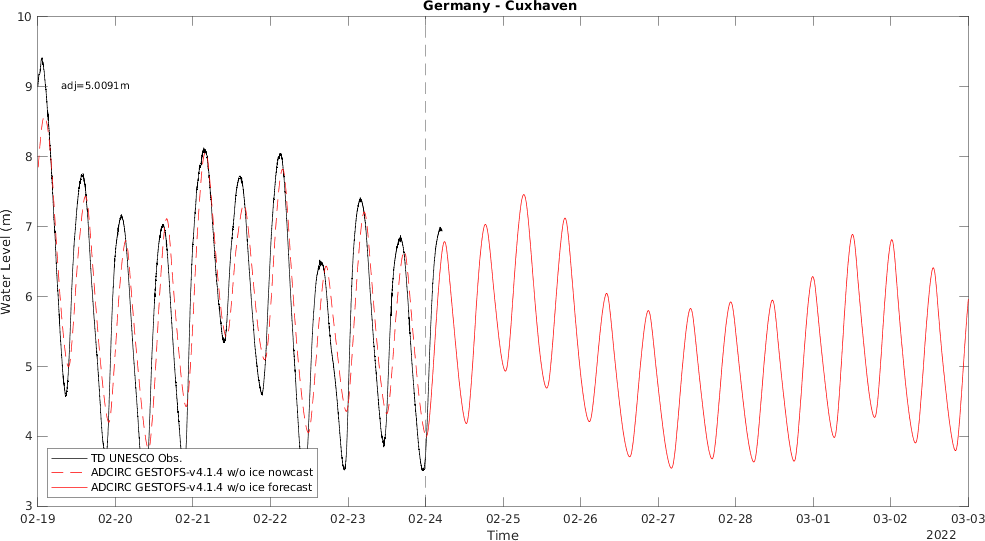 Germany - Cuxhaven
10
9
8
7
6
5
4
3
Water Level (m)
adj=5.0091m
TD UNESCO Obs.
ADCIRC GESTOFS-v4.1.4 w/o ice nowcast
ADCIRC GESTOFS-v4.1.4 w/o ice forecast
02-19 02-20 02-21 02-22 02-23 02-24 02-25 02-26 02-27 02-28 03-01 03-02 03-03
Time
2022